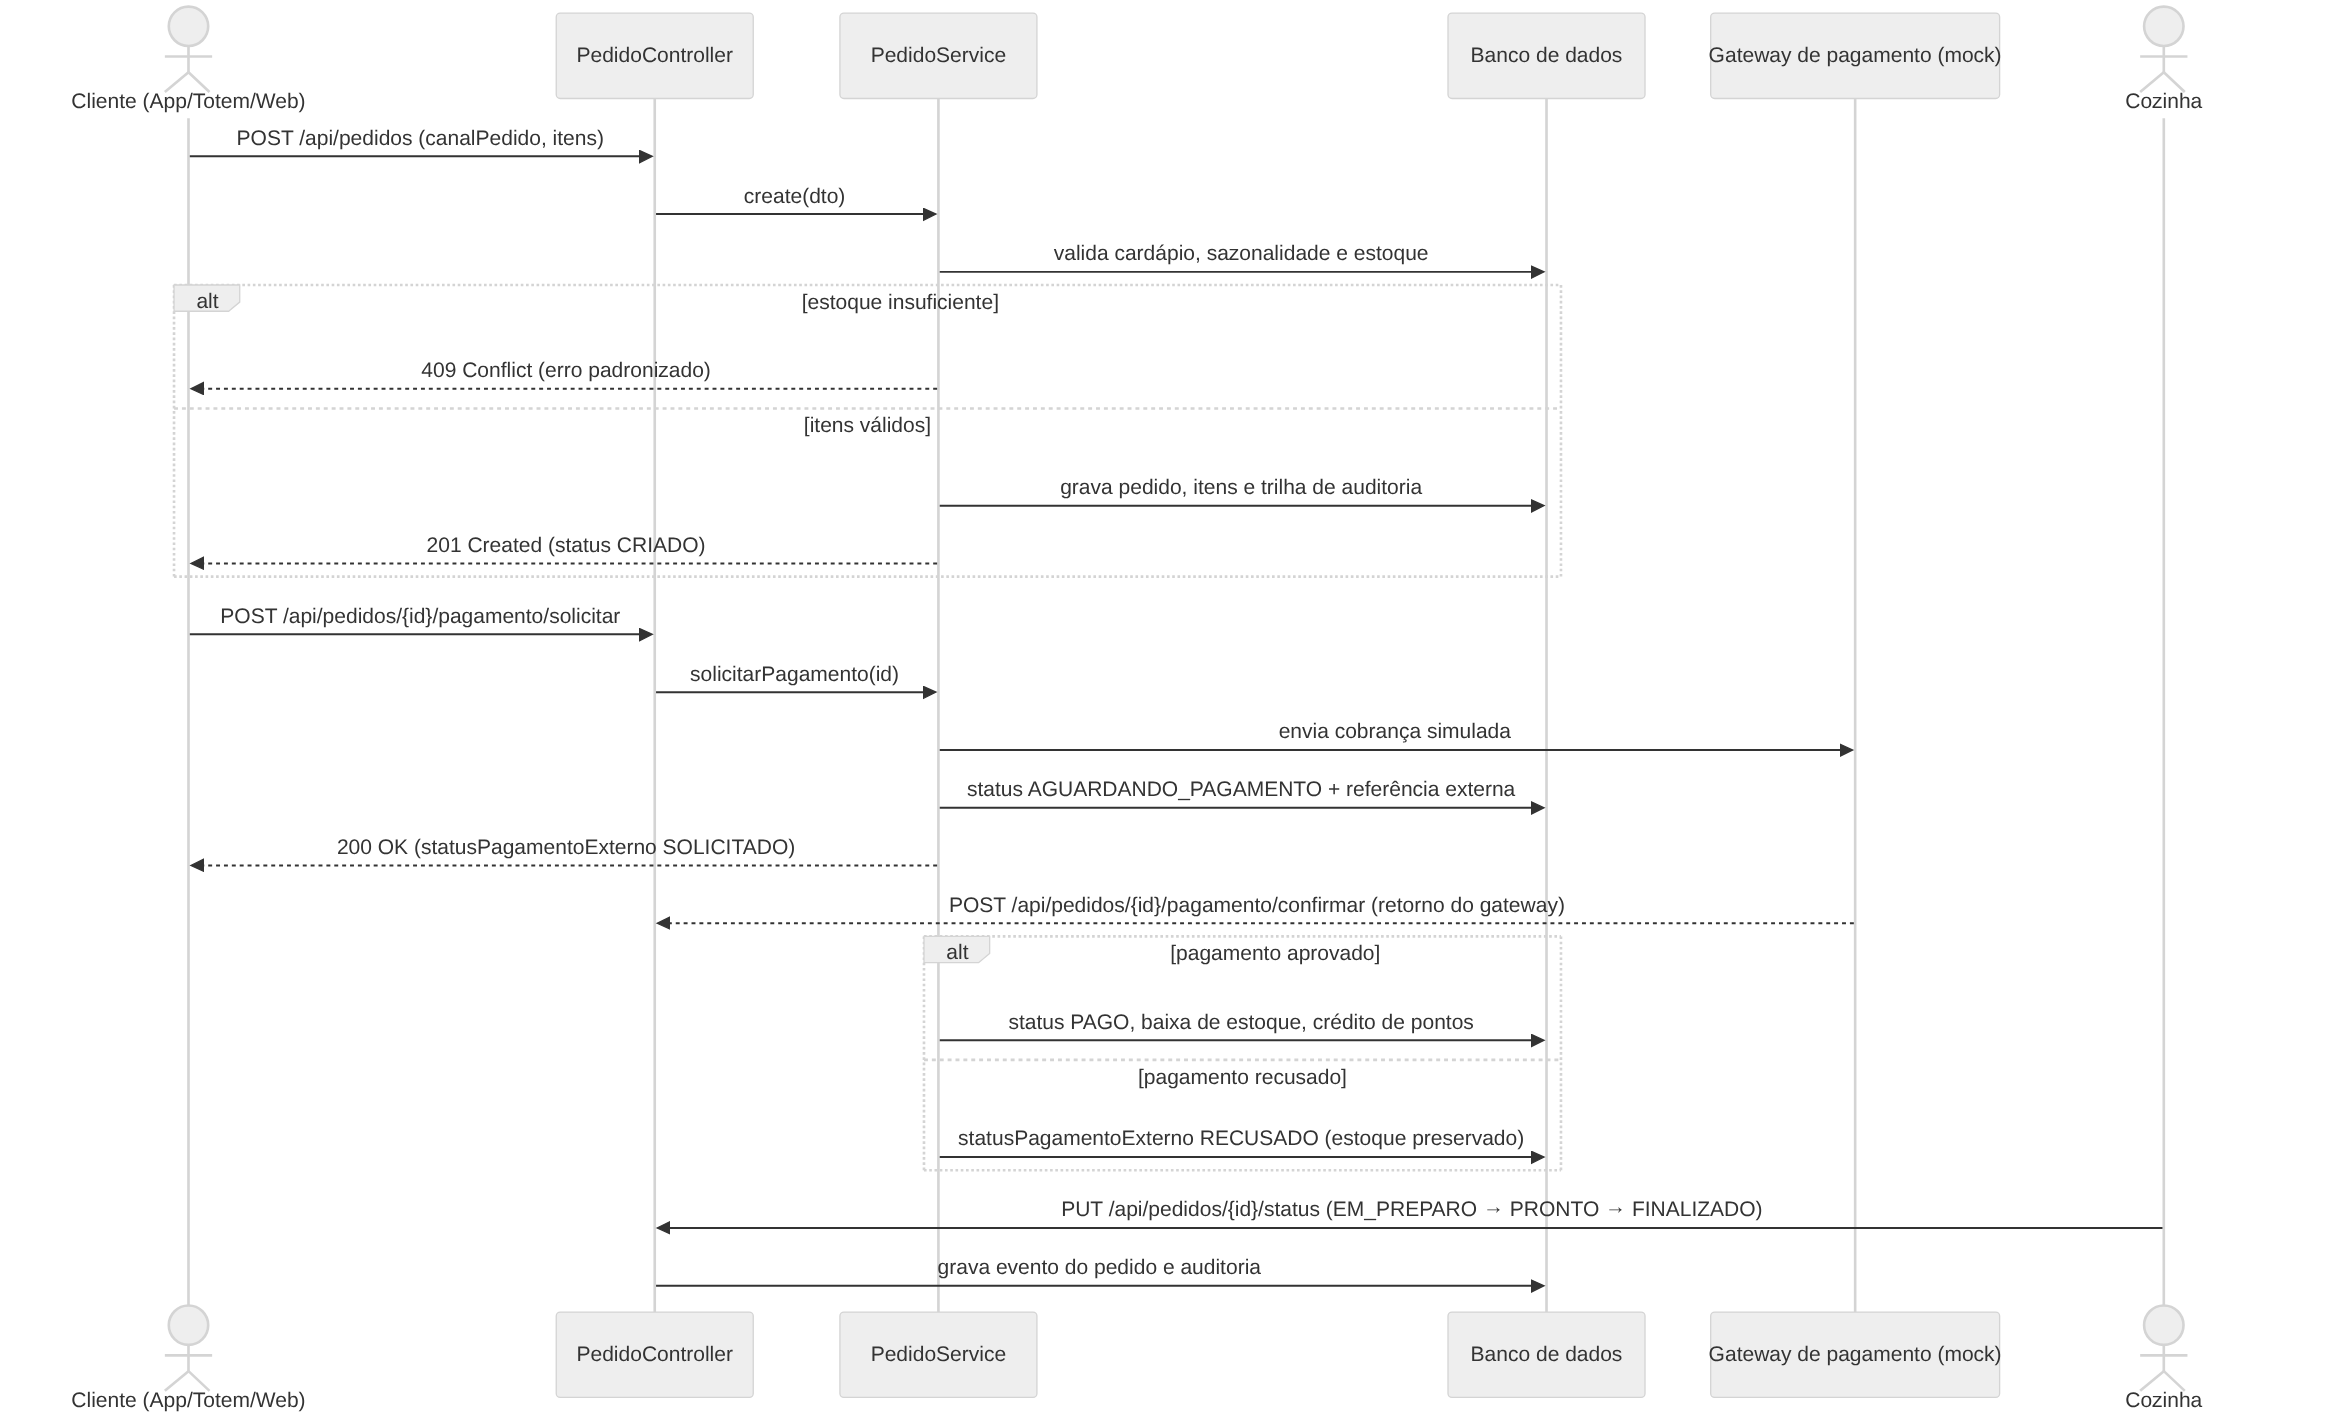 Cliente (App/Totem/Web)
PedidoController
PedidoService
Banco de dados
Gateway de pagamento (mock)
Cozinha
POST /api/pedidos (canalPedido, itens)
create(dto)
valida cardápio, sazonalidade e estoque
alt
[estoque insuficiente]
409 Conflict (erro padronizado)
[itens válidos]
grava pedido, itens e trilha de auditoria
201 Created (status CRIADO)
POST /api/pedidos/{id}/pagamento/solicitar
solicitarPagamento(id)
envia cobrança simulada
status AGUARDANDO_PAGAMENTO + referência externa
200 OK (statusPagamentoExterno SOLICITADO)
POST /api/pedidos/{id}/pagamento/confirmar (retorno do gateway)
alt
[pagamento aprovado]
status PAGO, baixa de estoque, crédito de pontos
[pagamento recusado]
statusPagamentoExterno RECUSADO (estoque preservado)
PUT /api/pedidos/{id}/status (EM_PREPARO → PRONTO → FINALIZADO)
grava evento do pedido e auditoria
Cliente (App/Totem/Web)
PedidoController
PedidoService
Banco de dados
Gateway de pagamento (mock)
Cozinha